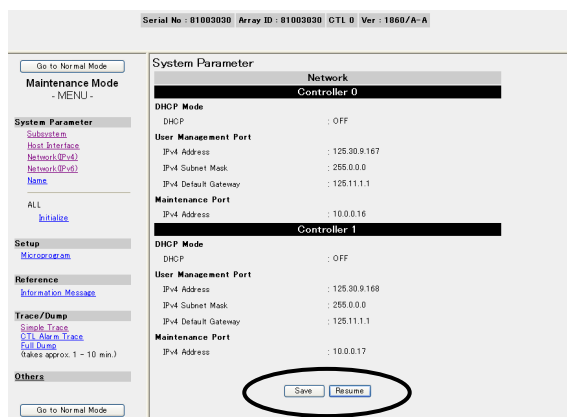 Serial No : 81003030 Array ID : 81003030 CTL 0 Ver : 1860/A-A
Go to Normal Mode
Maintenance Mode
- MENU -
System Parameter
Subsystem
Host Interface
Network(IPv4)
Network(IPv6)
Name
ALL
Initialize
Setup
Microprogram
Reference
Information Message
Trace/Dump
Simple Trace
CTL Alarm Trace
Full Dump
(takes approx. 1 - 10 min.)
Others
Go to Normal Mode
System Parameter
Network
Controller 0
DHCP Mode
DHCP : OFF
User Management Port
IPv4 Address : 125.30.9.167
IPv4 Subnet Mask : 255.0.0.0
IPv4 Default Gateway : 125.11.1.1
Maintenance Port
IPv4 Address : 10.0.0.16
Controller 1
DHCP Mode
DHCP : OFF
User Management Port
IPv4 Address : 125.30.9.168
IPv4 Subnet Mask : 255.0.0.0
IPv4 Default Gateway : 125.11.1.1
Maintenance Port
IPv4 Address : 10.0.0.17
Save Resume